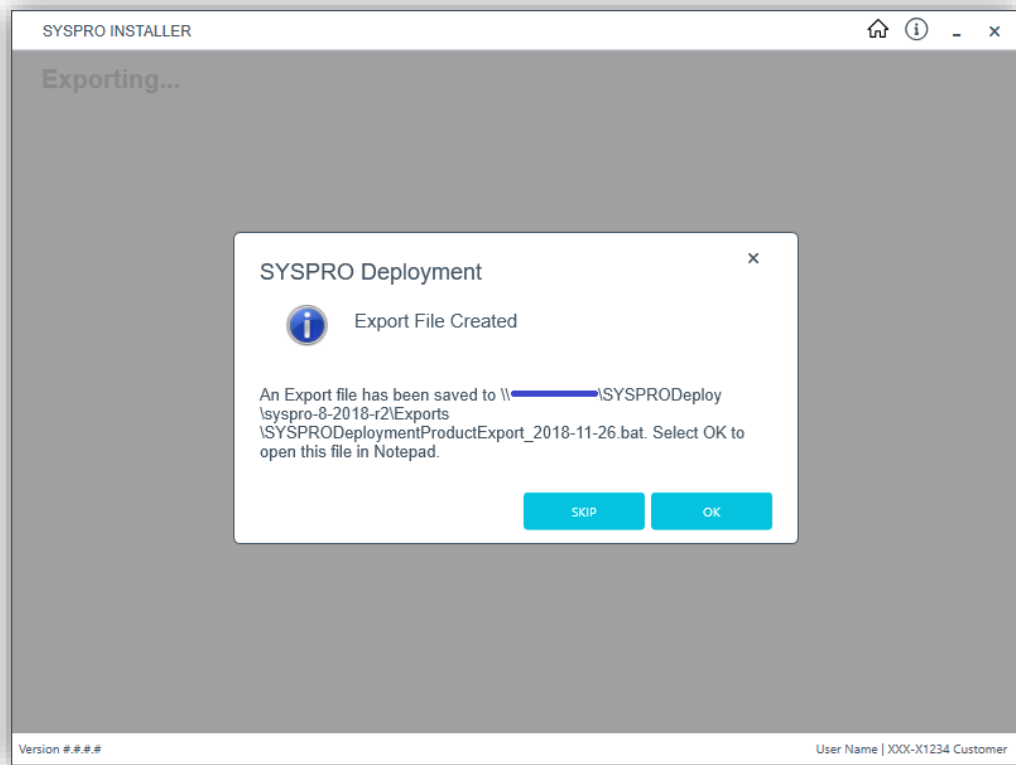 SYSPRO INSTALLER
Exporting...
SYSPRO Deployment
Export File Created
An Export file has been saved to \\ \SYSPRODeploy
\syspro-8-2018-r2\Exports
\SYSPRODeploymentProductExport_2018-11-26.bat. Select OK to
open this file in Notepad.
SKIP
OK
Version #.#.#.#
User Name | XXX-X1234 Customer